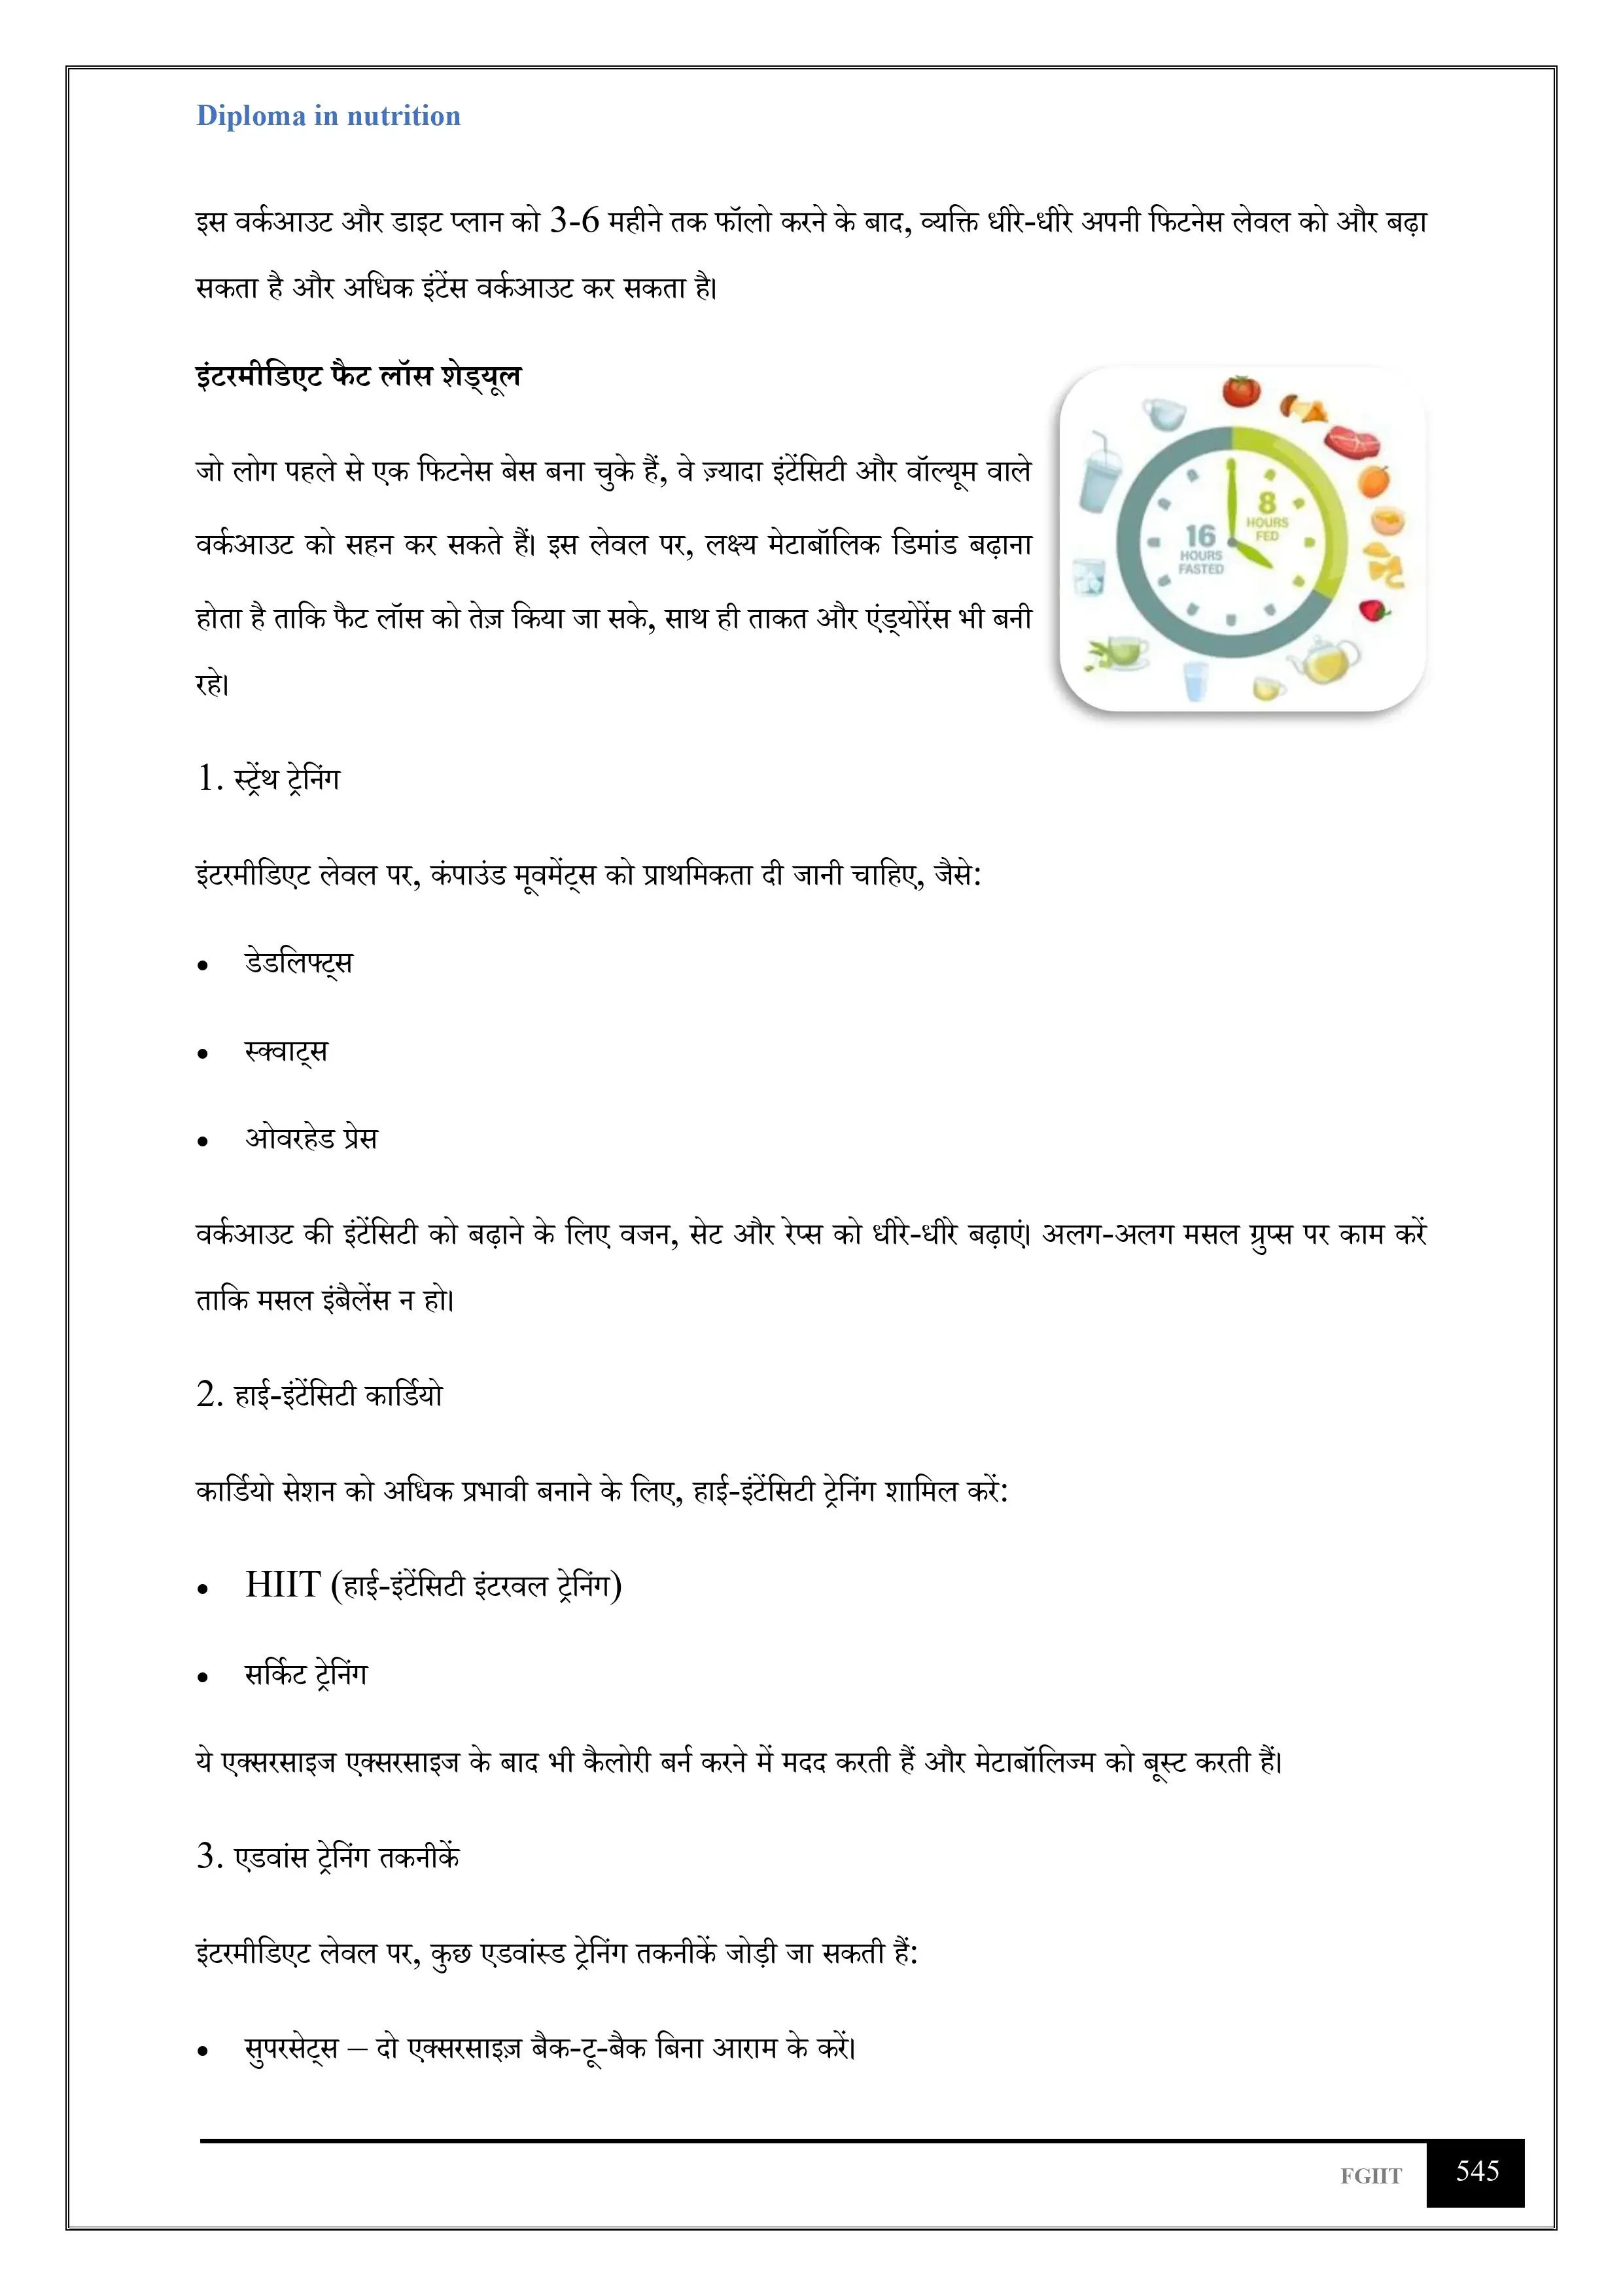 Diploma in nutrition
इस वर्कआउट और डाइट प्लान को 3-6 महीने तक फॉलो करने के बाद, व्यक्ति धीरे-धीरे अपनी फिटनेस लेवल को और बढ़ा
सकता है और अधिक इंटेंस वर्कआउट कर सकता है।
इंटरमीडिएट फैट लॉस शेड्यूल
जो लोग पहले से एक फिटनेस बेस बना चुके हैं, वे ज़्यादा इंटेंसिटी और वॉल्यूम वाले
वर्कआउट को सहन कर सकते हैं। इस लेवल पर, लक्ष्य मेटाबॉलिक डिमांड बढ़ाना
होता है ताकि फैट लॉस को तेज़ किया जा सके, साथ ही ताकत और एंड्योरेंस भी बनी
रहे।
8
HOURS
FED
16
HOURS
FASTED
1. स्ट्रेंथ ट्रेनिंग
इंटरमीडिएट लेवल पर, कंपाउंड मूवमेंट्स को प्राथमिकता दी जानी चाहिए, जैसे:
• डेडलिफ्ट्स
• स्क्वाट्स
• ओवरहेड प्रेस
वर्कआउट की इंटेंसिटी को बढ़ाने के लिए वजन, सेट और रेप्स को धीरे-धीरे बढ़ाएं। अलग-अलग मसल ग्रुप्स पर काम करें
ताकि मसल इंबैलेंस न हो।
2. हाई-इंटेंसिटी कार्डियो
कार्डियो सेशन को अधिक प्रभावी बनाने के लिए, हाई-इंटेंसिटी ट्रेनिंग शामिल करें:
• HIIT (हाई-इंटेंसिटी इंटरवल ट्रेनिंग)
• सर्किट ट्रेनिंग
ये एक्सरसाइज एक्सरसाइज के बाद भी कैलोरी बर्न करने में मदद करती हैं और मेटाबॉलिज्म को बूस्ट करती हैं।
3. एडवांस ट्रेनिंग तकनीकें
इंटरमीडिएट लेवल पर, कुछ एडवांस्ड ट्रेनिंग तकनीकें जोड़ी जा सकती हैं:
• सुपरसेट्स – दो एक्सरसाइज़ बैक-टू-बैक बिना आराम के करें।
FGIIT 545